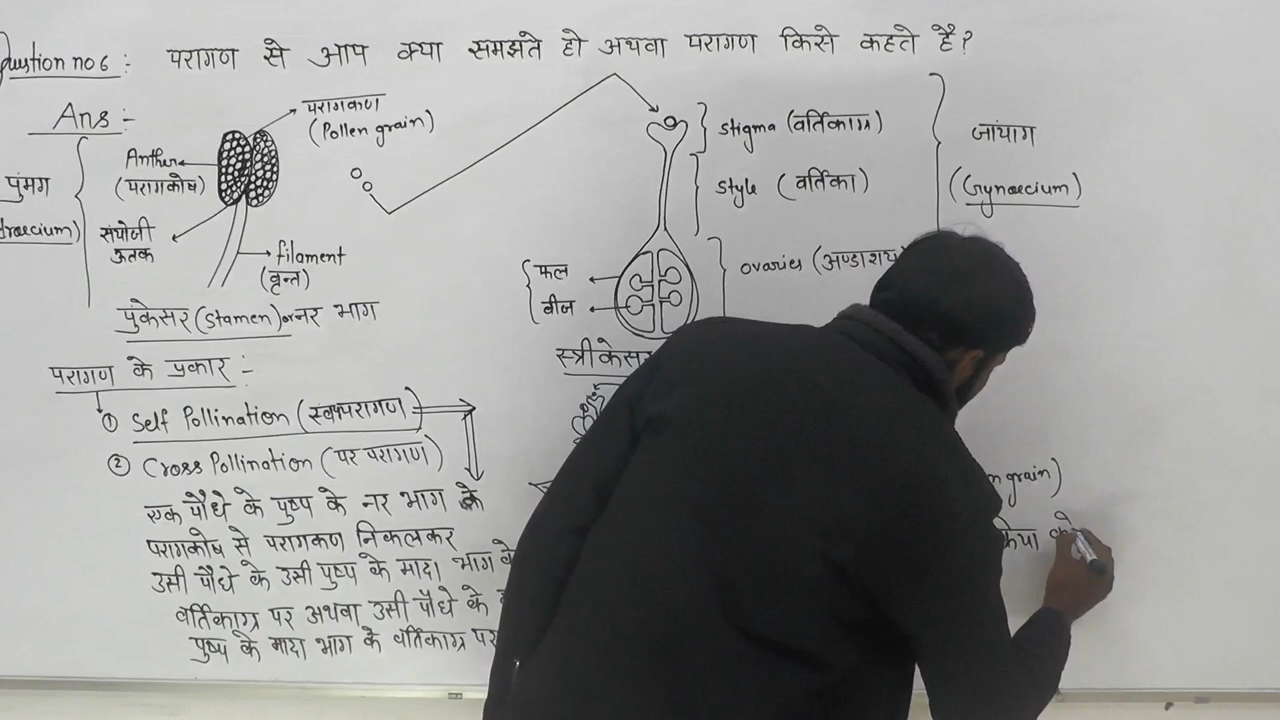 Question no 6 :- परागण से आप क्या समझते हो अथवा परागण किसे कहते है?
Ans :-
परागकण
(Pollen grain)
Anther
(परागकोष)
पुंमग
संयोजी
ऊतक
filament
(वृन्त)
पुंकेसर (Stamen) or नर भाग
stigma (वर्तिकाग्र)
style (वर्तिका)
ovaries (अण्डाशय
जांयाग
(Gynoecium)
फल
बीज
स्त्रीकेसर
परागण के प्रकार :-
① Self Pollination (स्वपरागण)
② Cross Pollination (पर परागण)
एक पौधे के पुष्प के नर भाग के
परागकोष से परागकण निकलकर
उसी पौधे के उसी पुष्प के मादा भाग के
वर्तिकाग्र पर अथवा उसी पौधे के
पुष्प के मादा भाग के वर्तिकाग्र पर
grain)